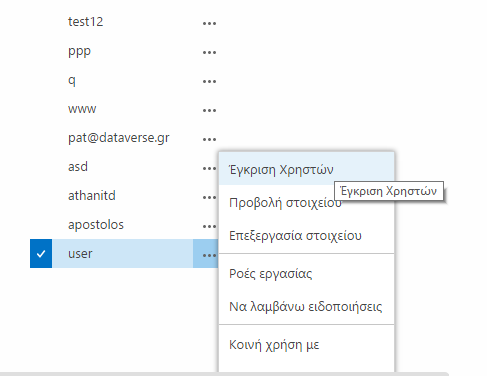 test12 ...
ppp ...
q ...
www ...
pat@dataverse.gr ...
asd
athanitd
apostolos
user ...
Έγκριση Χρηστών
Έγκριση Χρηστών
Προβολή στοιχείου
Επεξεργασία στοιχείου
Ροές εργασίας
Να λαμβάνω ειδοποιήσεις
Κοινή χρήση με